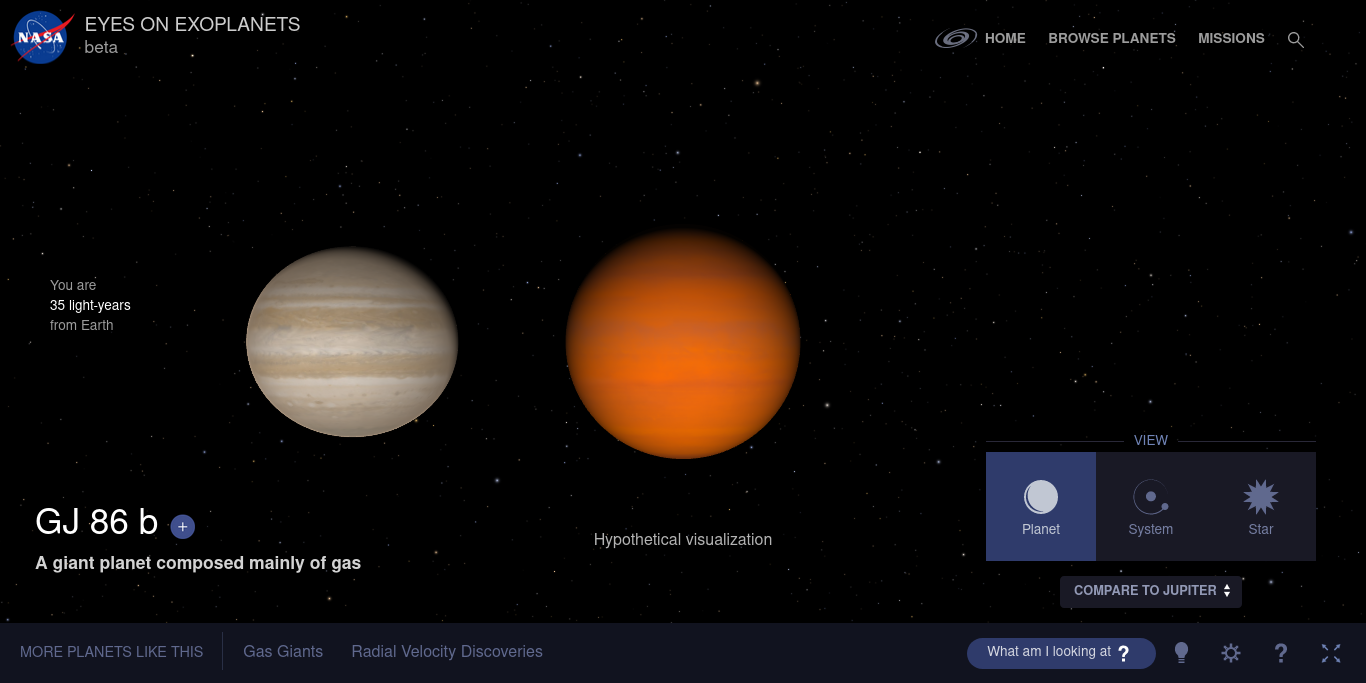 NASA
EYES ON EXOPLANETS
beta
HOME
BROWSE PLANETS
MISSIONS
You are
35 light-years
from Earth
GJ 86 b +
A giant planet composed mainly of gas
Hypothetical visualization
VIEW
Planet
System
Star
COMPARE TO JUPITER
MORE PLANETS LIKE THIS
Gas Giants
Radial Velocity Discoveries
What am I looking at ?
?